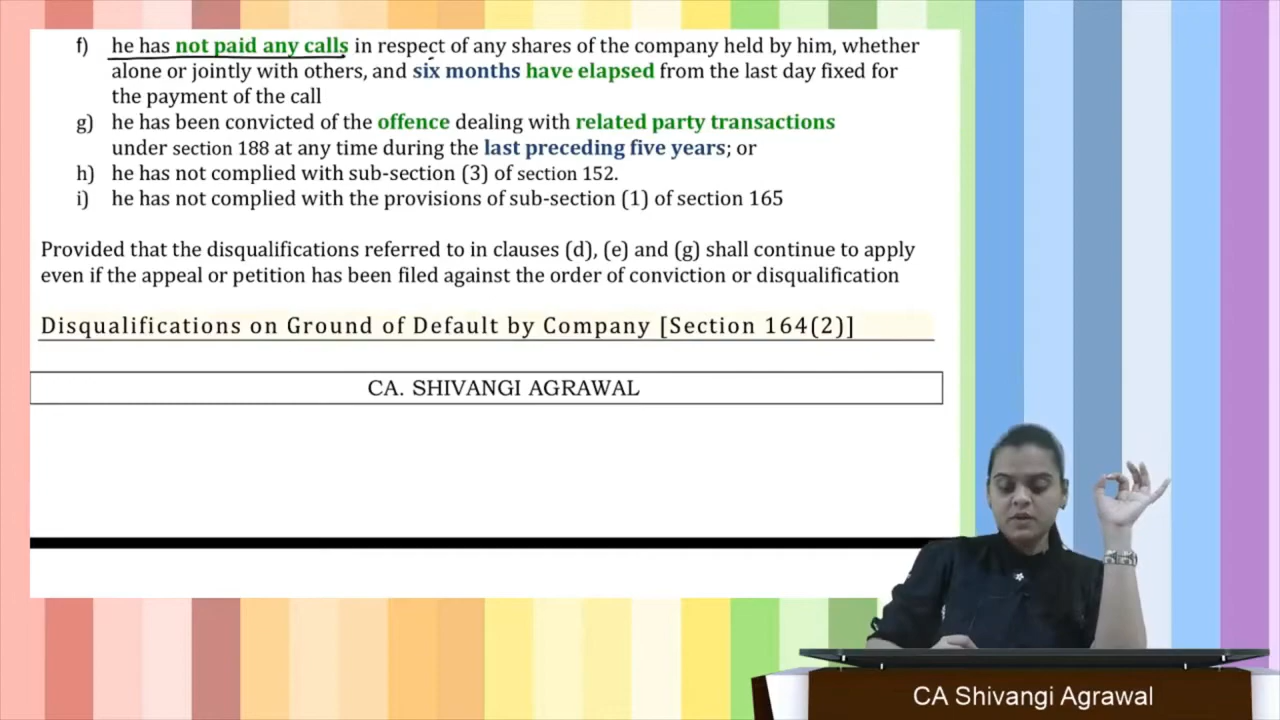 f) he has not paid any calls in respect of any shares of the company held by him, whether
alone or jointly with others, and six months have elapsed from the last day fixed for
the payment of the call
g) he has been convicted of the offence dealing with related party transactions
under section 188 at any time during the last preceding five years; or
h) he has not complied with sub-section (3) of section 152.
i) he has not complied with the provisions of sub-section (1) of section 165
Provided that the disqualifications referred to in clauses (d), (e) and (g) shall continue to apply
even if the appeal or petition has been filed against the order of conviction or disqualification
Disqualifications on Ground of Default by Company [Section 164(2)]
CA. SHIVANGI AGRAWAL
CA Shivangi Agrawal